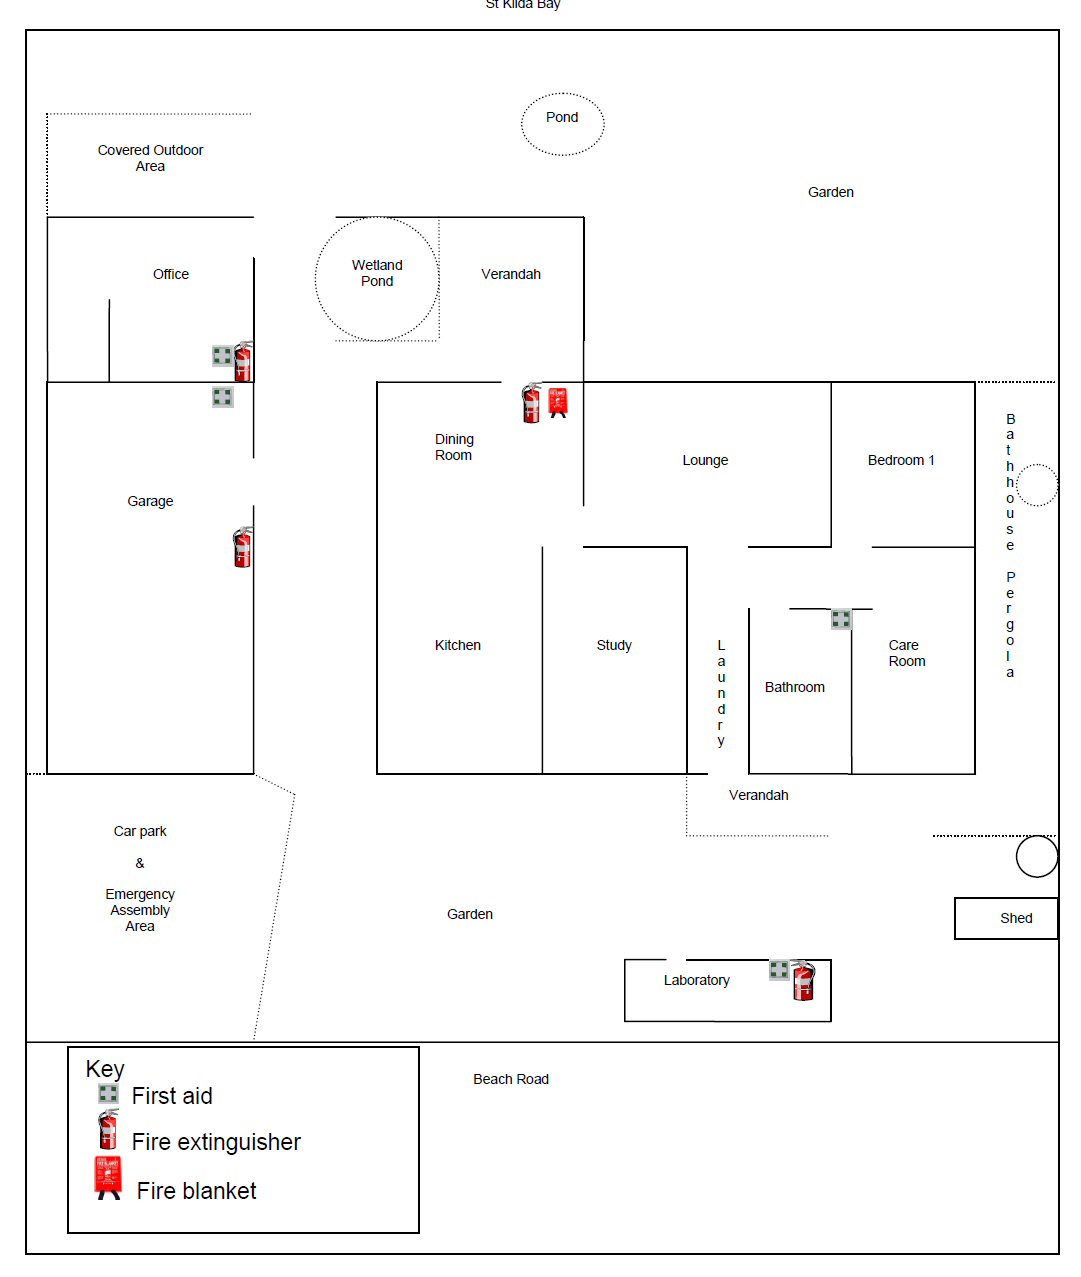 St Kilda Bay
Pond
Covered Outdoor
Area
Garden
Wetland
Pond
Office
Verandah
Dining
Room
Lounge
Bedroom 1
Bathhouse Pergola
Garage
Kitchen
Study
Laundry
Care
Room
Bathroom
Verandah
Car park
&
Emergency
Assembly
Area
Garden
Shed
Laboratory
Key
First aid
Fire extinguisher
Fire blanket
Beach Road